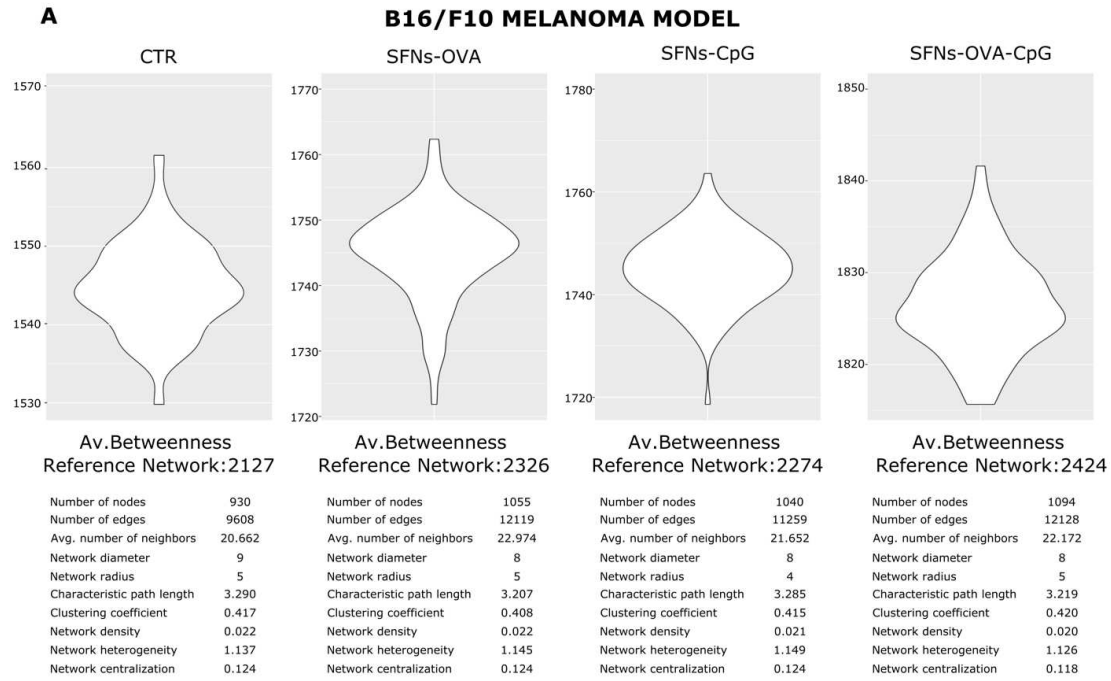 A
B16/F10 MELANOMA MODEL
CTR
1570
1560
1550
1540
1530
Av.Betweenness
Reference Network:2127
Number of nodes 930
Number of edges 9608
Avg. number of neighbors 20.662
Network diameter 9
Network radius 5
Characteristic path length 3.290
Clustering coefficient 0.417
Network density 0.022
Network heterogeneity 1.137
Network centralization 0.124
SFNs-OVA
1770
1760
1750
1740
1730
1720
Av.Betweenness
Reference Network:2326
Number of nodes 1055
Number of edges 12119
Avg. number of neighbors 22.974
Network diameter 8
Network radius 5
Characteristic path length 3.207
Clustering coefficient 0.408
Network density 0.022
Network heterogeneity 1.145
Network centralization 0.124
SFNs-CpG
1780
1760
1740
1720
Av.Betweenness
Reference Network:2274
Number of nodes 1040
Number of edges 11259
Avg. number of neighbors 21.652
Network diameter 8
Network radius 4
Characteristic path length 3.285
Clustering coefficient 0.415
Network density 0.021
Network heterogeneity 1.149
Network centralization 0.124
SFNs-OVA-CpG
1850
1840
1830
1820
Av.Betweenness
Reference Network:2424
Number of nodes 1094
Number of edges 12128
Avg. number of neighbors 22.172
Network diameter 8
Network radius 5
Characteristic path length 3.219
Clustering coefficient 0.420
Network density 0.020
Network heterogeneity 1.126
Network centralization 0.118